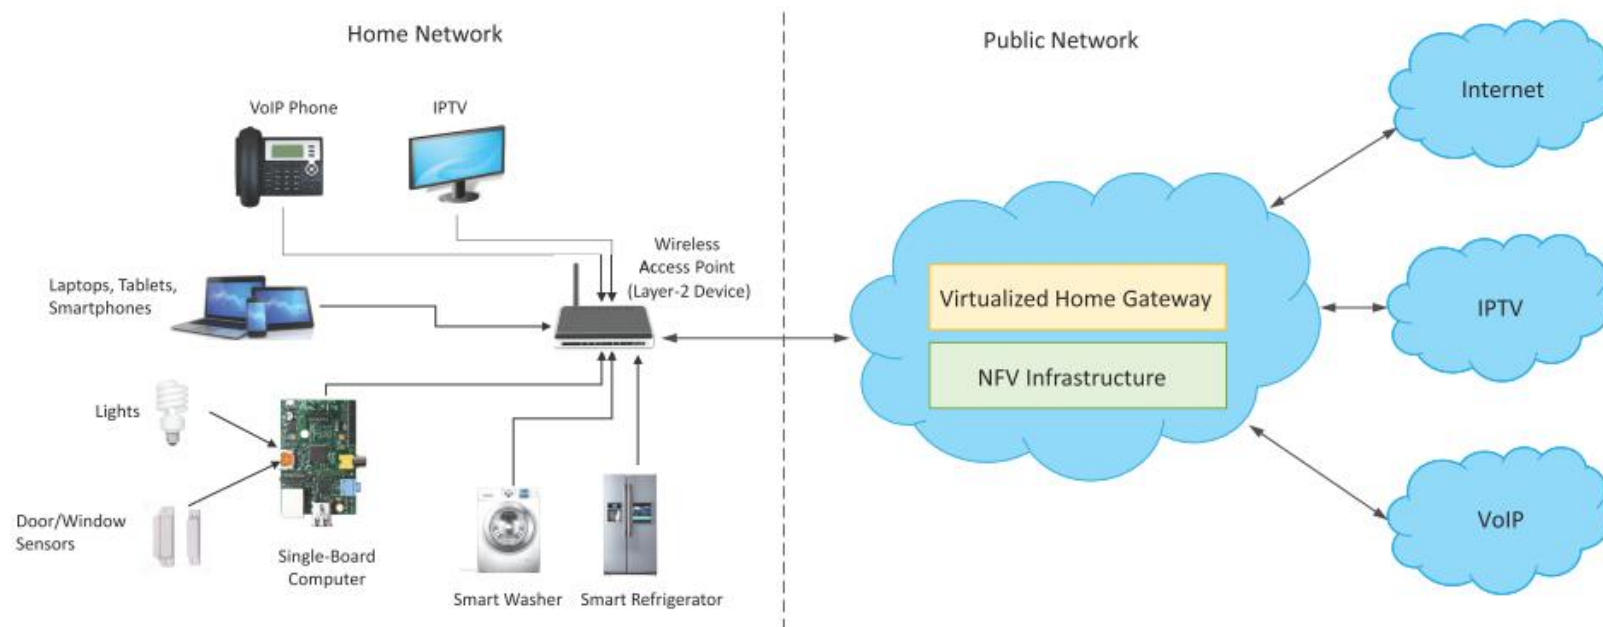 Home Network
Public Network
VoIP Phone
IPTV
Internet
Wireless
Access Point
(Layer-2 Device)
Laptops, Tablets,
Smartphones
Virtualized Home Gateway
IPTV
NFV Infrastructure
Lights
Door/Window
Sensors
VoIP
Single-Board
Computer
Smart Washer
Smart Refrigerator